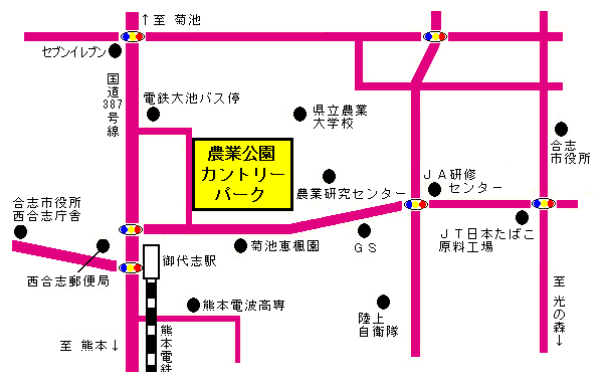 ↑至 菊池
セブンイレブン
国道387号線
電鉄大池バス停
県立農業
大学校
合志
市役所
農業公園
カントリー
パーク
農業研究センター
ＪＡ研修
センター
合志市役所
西合志庁舎
御代志駅
菊池恵楓園
ＧＳ
ＪＴ日本たばこ
原料工場
西合志郵便局
熊本電波高専
陸上
自衛隊
至 光の森↓
至 熊本↓
熊本電鉄